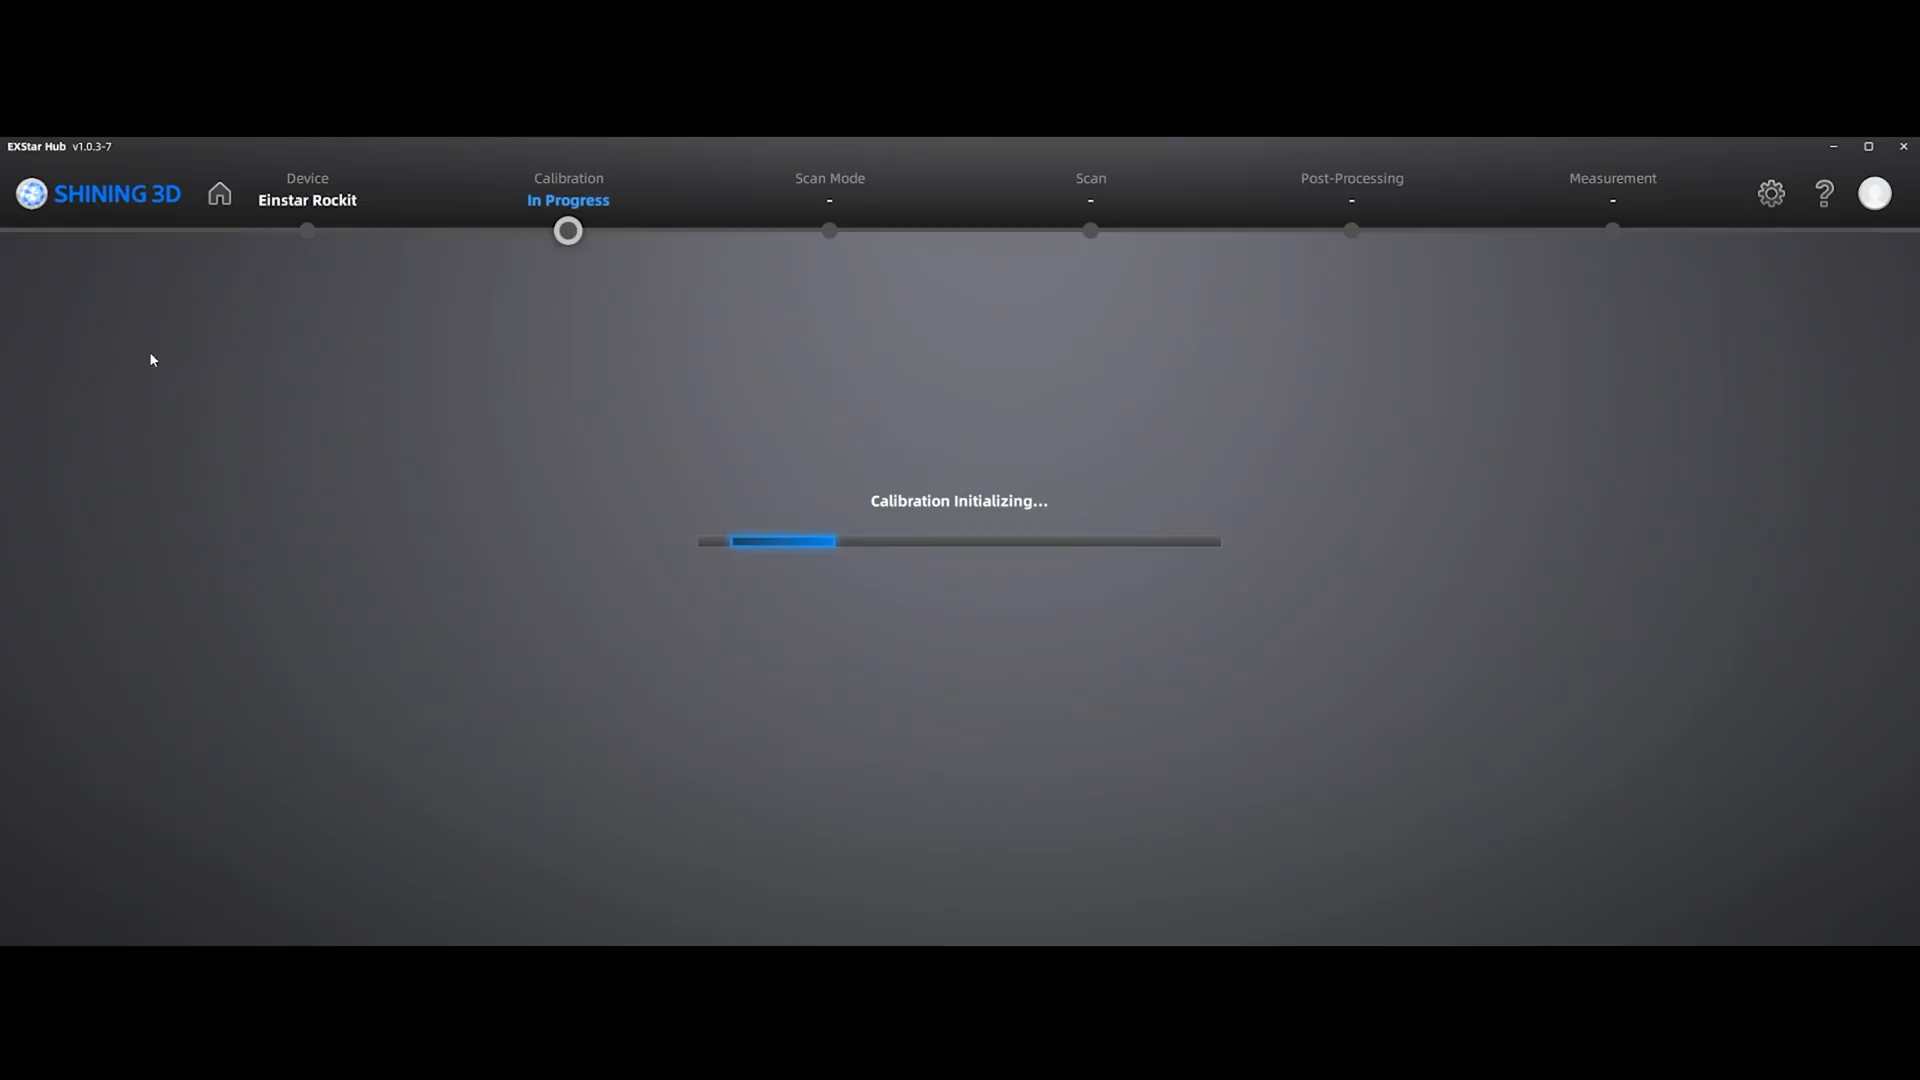 EXStar Hub v1.0.3-7
SHINING 3D
Device
Einstar Rockit
Calibration
In Progress
Scan Mode
-
Scan
-
Post-Processing
-
Measurement
-
Calibration Initializing...